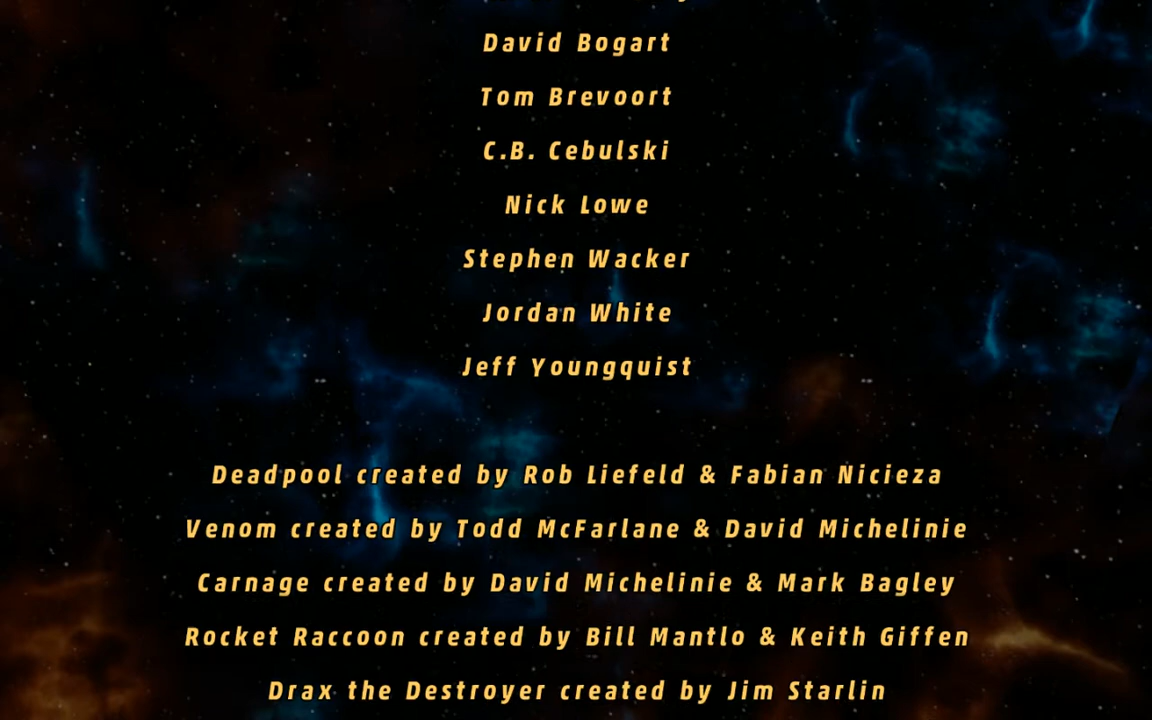 David Bogart
Tom Brevoort
C.B. Cebulski
Nick Lowe
Stephen Wacker
Jordan White
Jeff Youngquist
Deadpool created by Rob Liefeld & Fabian Nicieza
Venom created by Todd McFarlane & David Michelinie
Carnage created by David Michelinie & Mark Bagley
Rocket Raccoon created by Bill Mantlo & Keith Giffen
Drax the Destroyer created by Jim Starlin